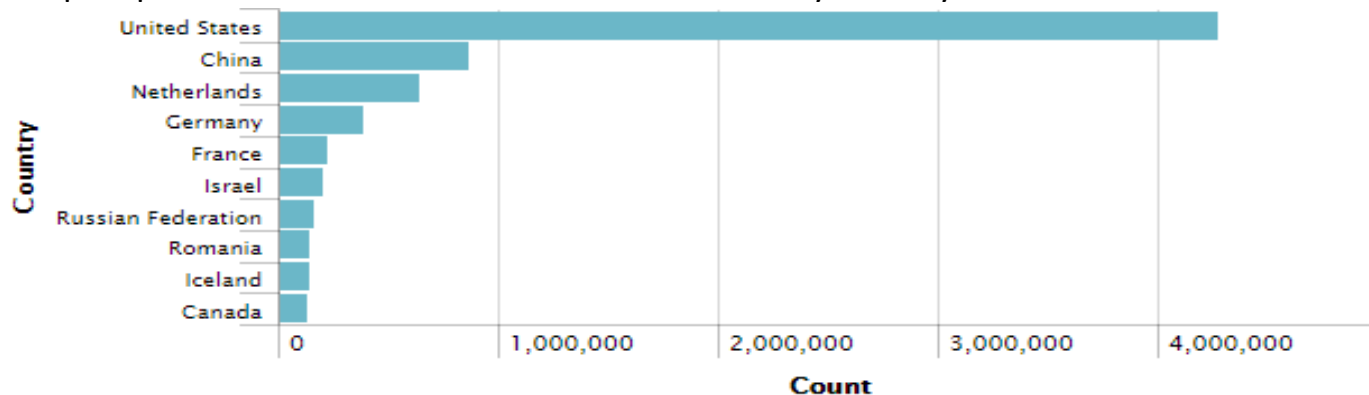 United States
China
Netherlands
Germany
France
Israel
Russian Federation
Romania
Iceland
Canada
Country
0 1,000,000 2,000,000 3,000,000 4,000,000
Count